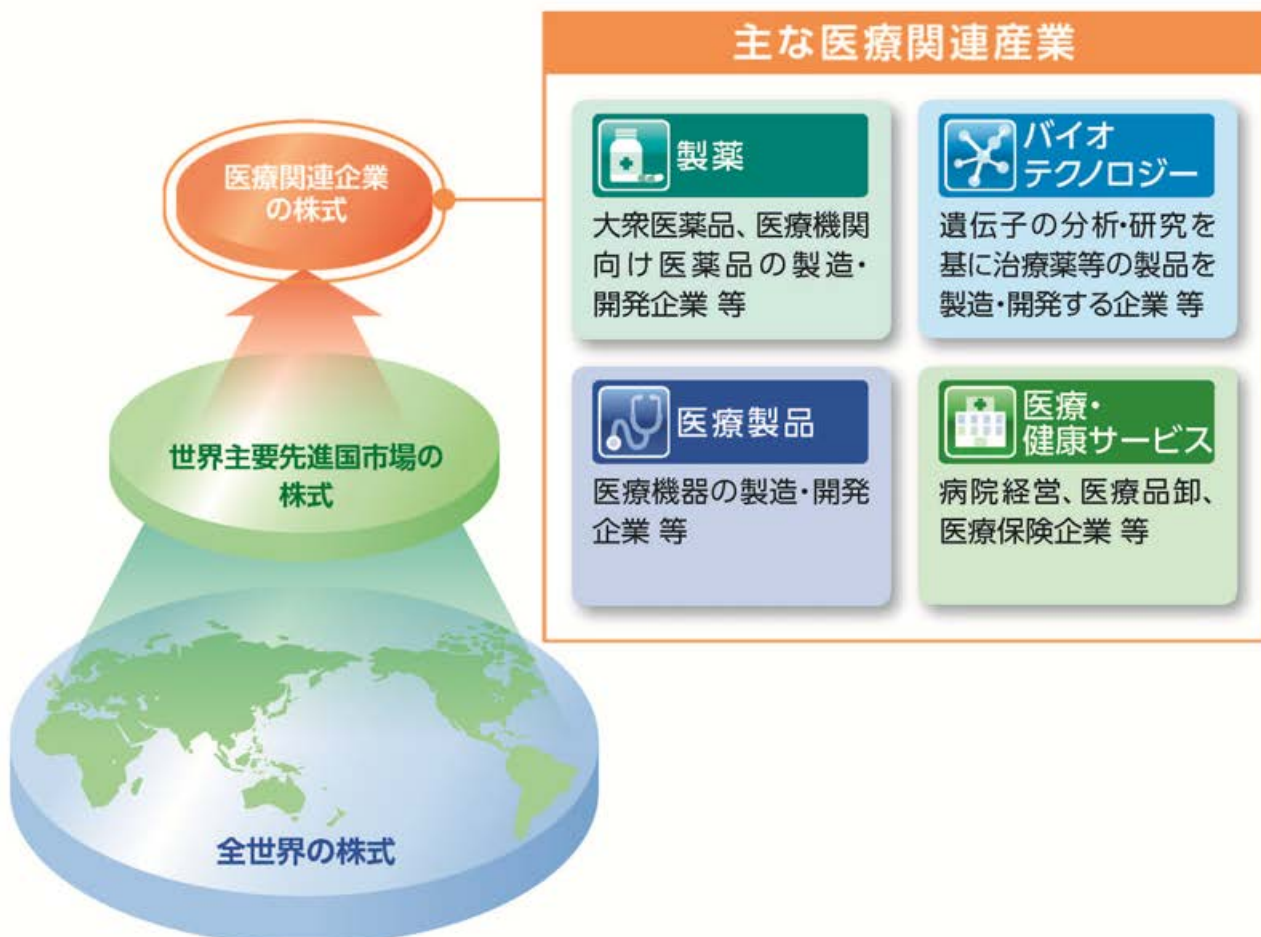 主な医療関連産業
医療関連企業
の株式
世界主要先進国市場の
株式
全世界の株式
製薬
大衆医薬品、医療機関
向け医薬品の製造・
開発企業 等
バイオ
テクノロジー
遺伝子の分析・研究を
基に治療薬等の製品を
製造・開発する企業 等
医療製品
医療機器の製造・開発
企業 等
医療・
健康サービス
病院経営、医療品卸、
医療保険企業 等